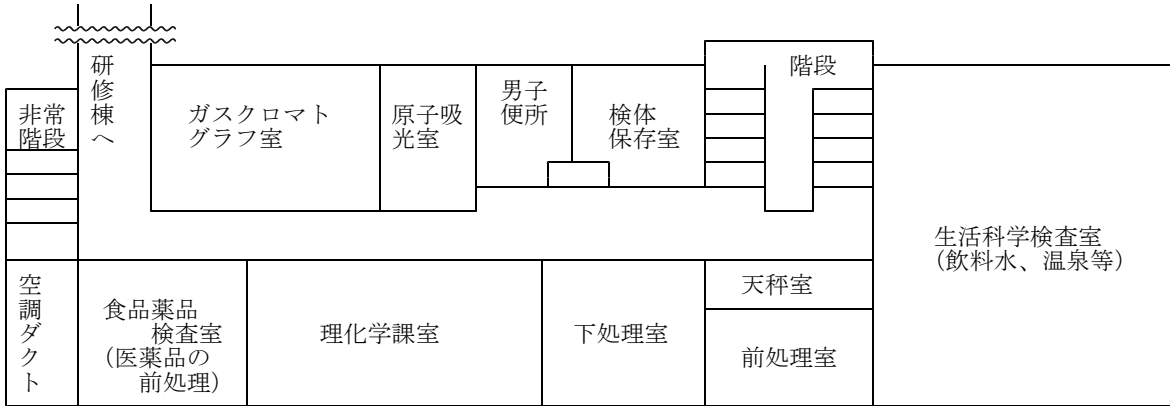 研修棟へ
非常
階段
ガスクロマト
グラフ室
原子吸
光室
男子
便所
検体
保存室
階段
生活科学検査室
（飲料水、温泉等）
空調ダクト
食品薬品
検査室
（医薬品の
前処理）
理化学課室
下処理室
天秤室
前処理室